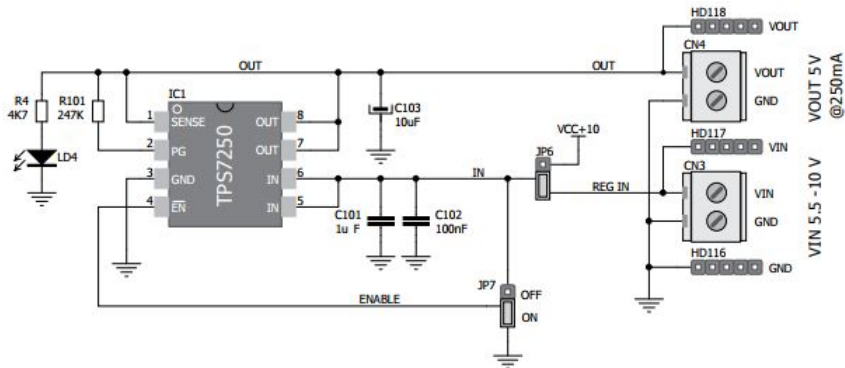 HD118
VOUT
CN4
OUT
OUT
VOUT
GND
VOUT 5V
@250mA
R4
4K7
R101
247K
IC1
1
SENSE
OUT
8
C103
10uF
VCC+10
HD117
VIN
2
PG
OUT
7
JP6
CN3
LD4
3
GND
IN
6
IN
REG IN
VIN
GND
VIN 5.5 -10 V
4
EN
IN
5
TPS7250
C101
1u F
C102
100nF
HD116
GND
JP7
OFF
ENABLE
ON